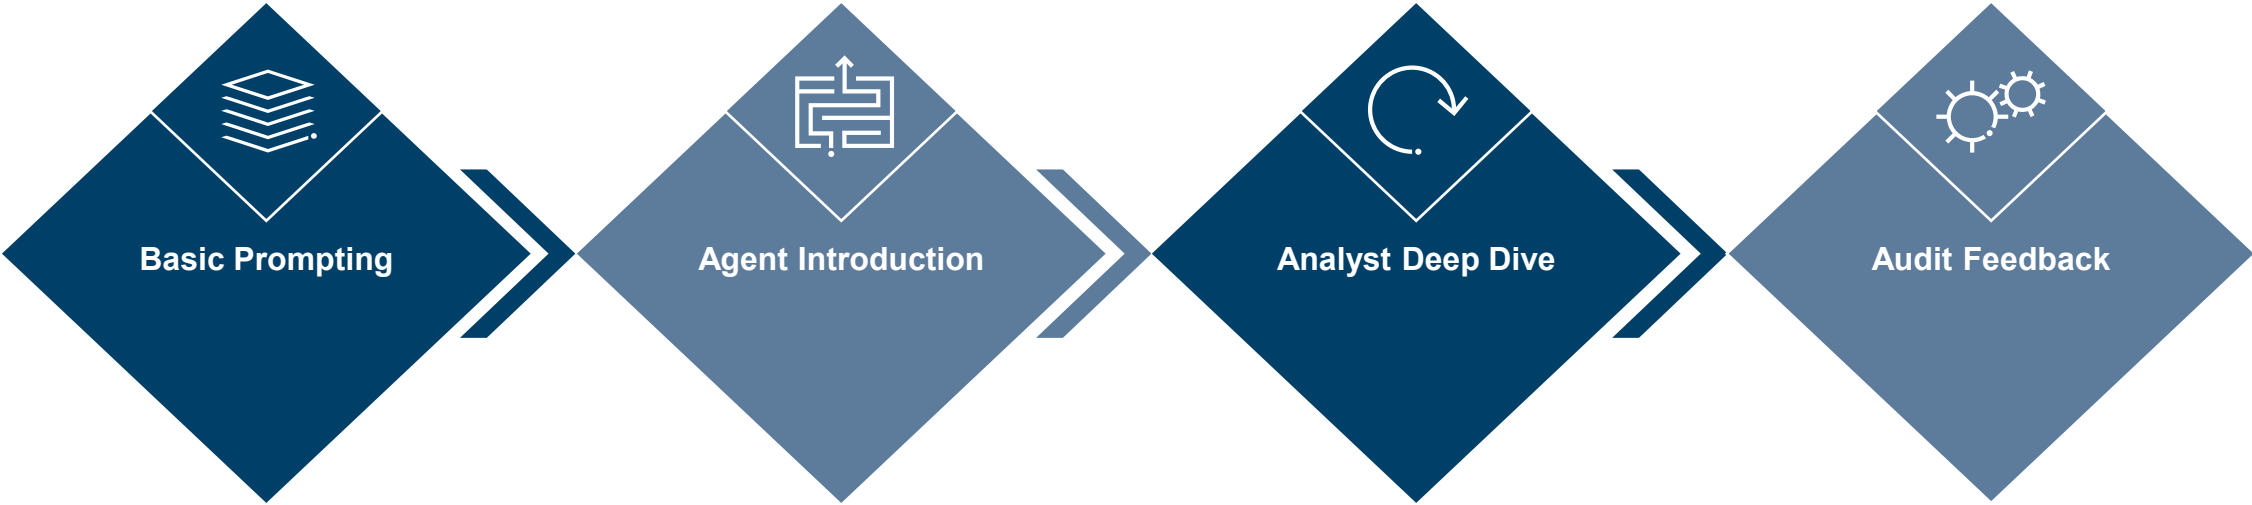 Basic Prompting
Agent Introduction
Analyst Deep Dive
Audit Feedback